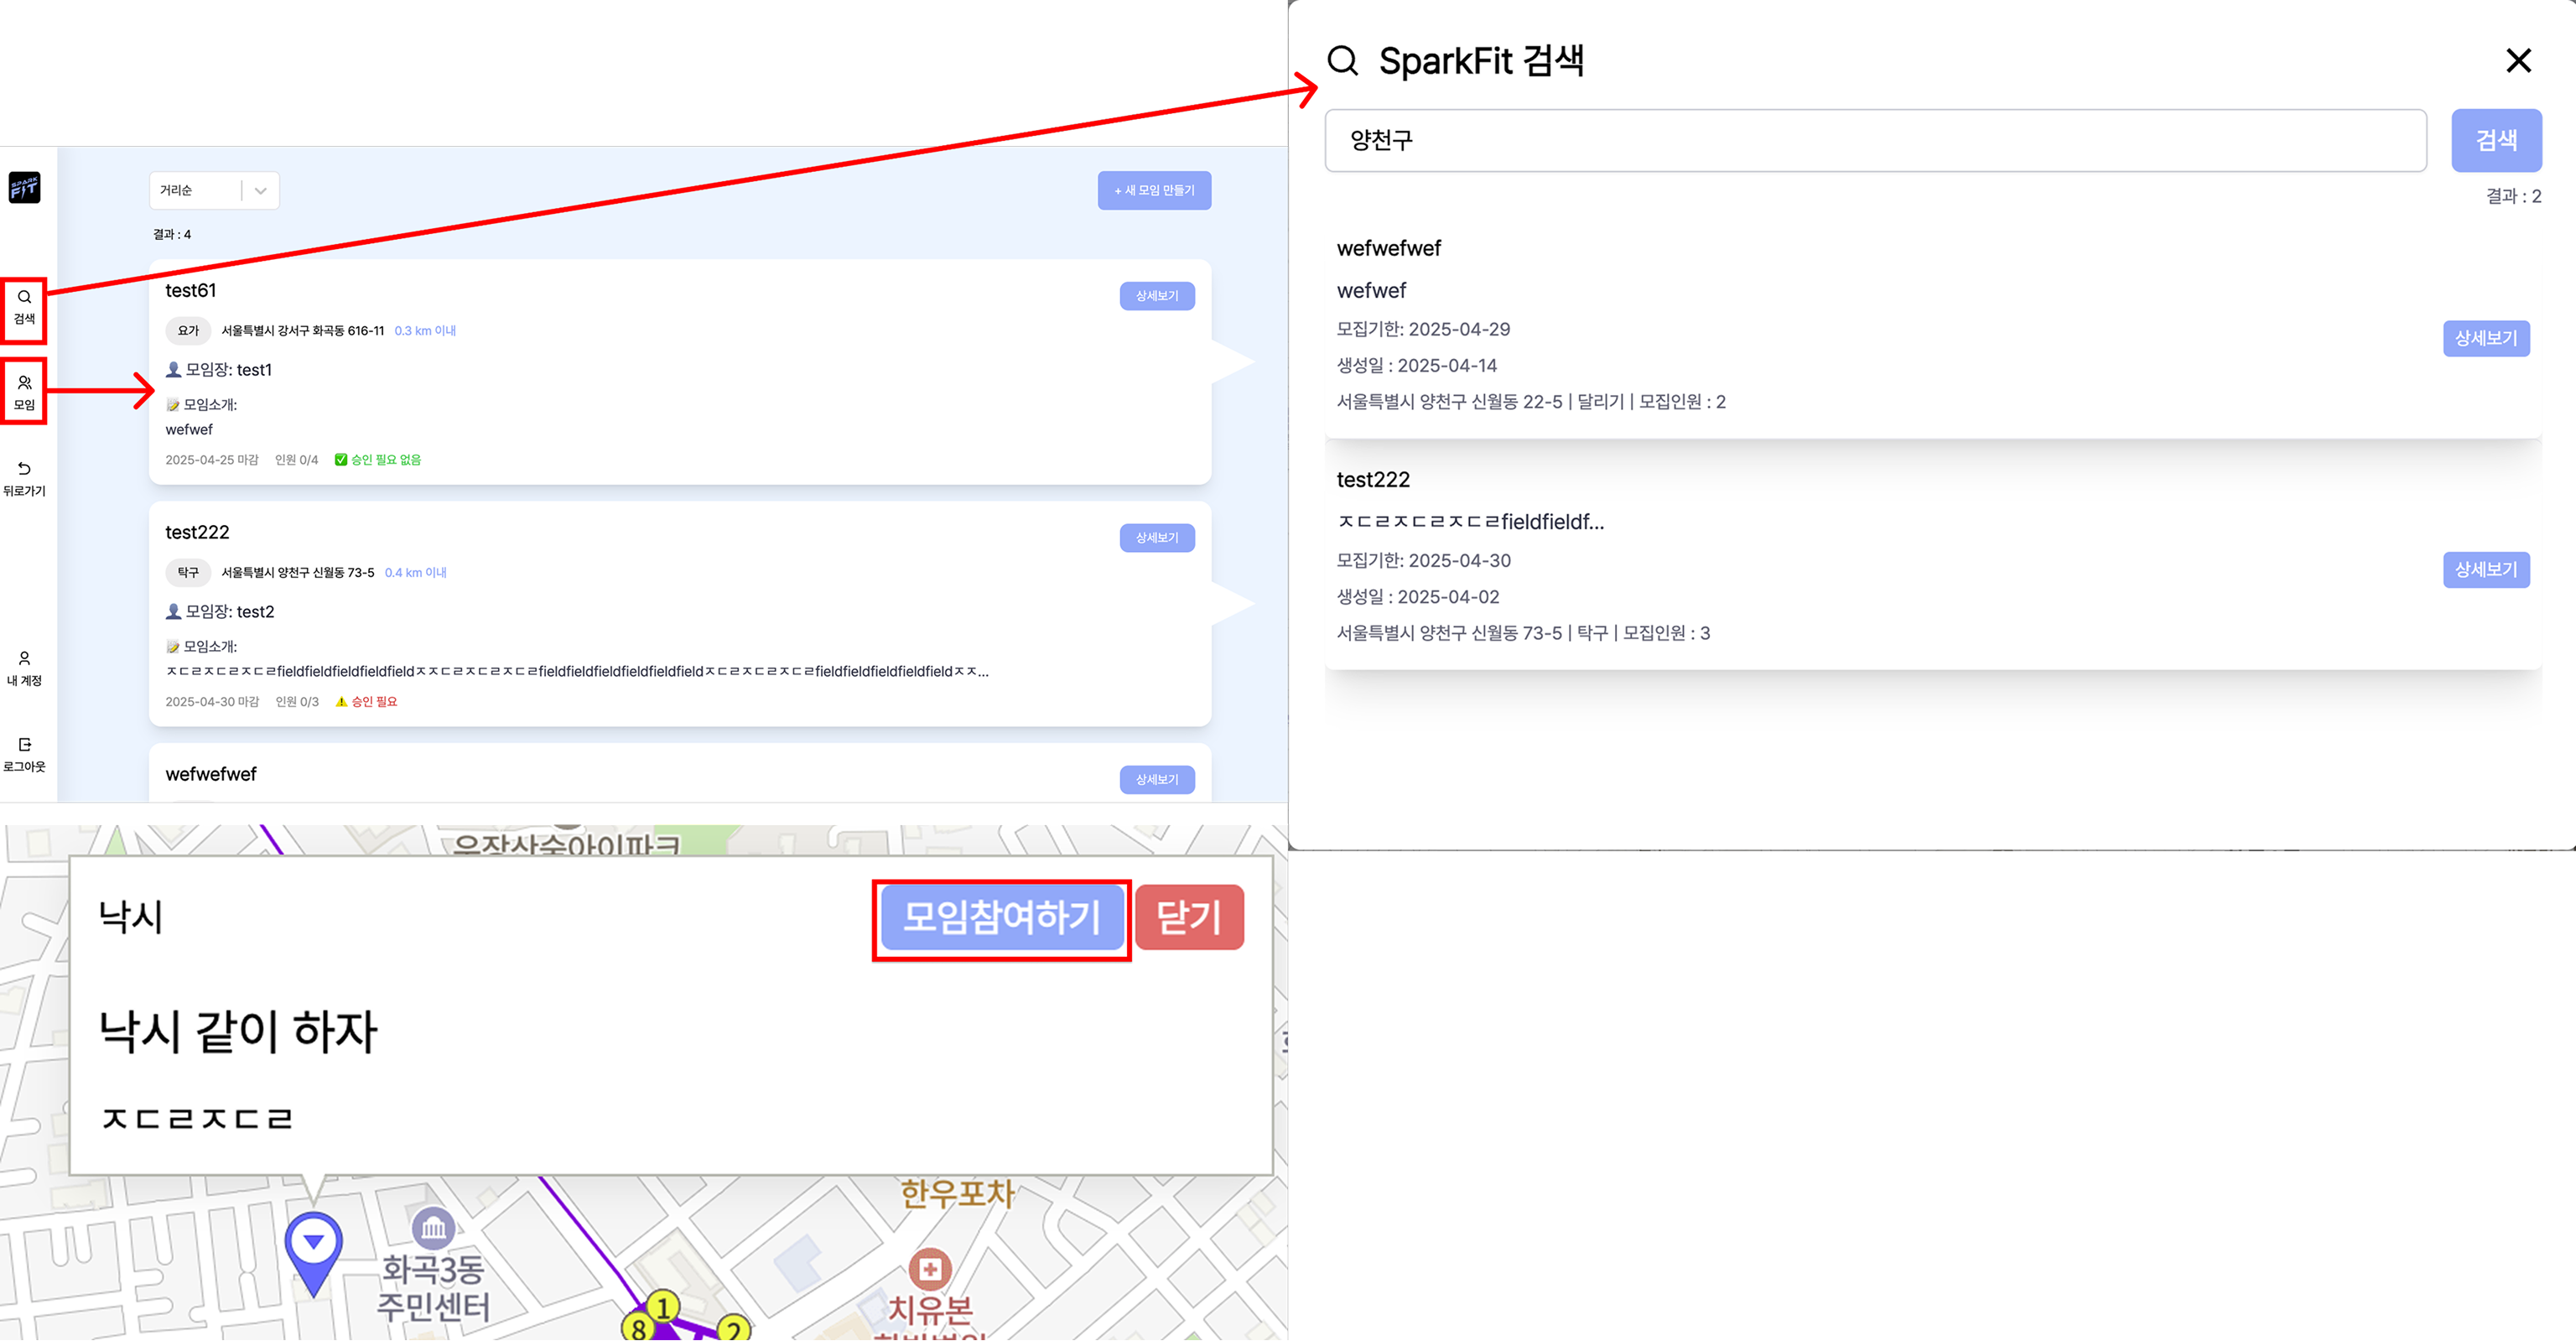 SPARK
FIT
검색
모임
뒤로가기
내 계정
로그아웃
거리순
+ 새 모임 만들기
결과 : 4
test61
상세보기
요가 서울특별시 강서구 화곡동 616-11 0.3 km 이내
👤 모임장: test1
📝 모임소개:
wefwef
2025-04-25 마감 인원 0/4 ✅ 승인 필요 없음
test222
상세보기
탁구 서울특별시 양천구 신월동 73-5 0.4 km 이내
👤 모임장: test2
📝 모임소개:
ㅈㄷㄹㅈㄷㄹㅈㄷㄹfieldfieldfieldfieldfieldㅈㅈㄷㄹㅈㄷㄹㅈㄷㄹfieldfieldfieldfieldfieldfieldㅈㄷㄹㅈㄷㄹㅈㄷㄹfieldfieldfieldfieldfieldㅈㅈ...
2025-04-30 마감 인원 0/3 ⚠️ 승인 필요
wefwefwef
상세보기
SparkFit 검색
양천구
검색
결과 : 2
wefwefwef
wefwef
모집기한: 2025-04-29
생성일 : 2025-04-14
서울특별시 양천구 신월동 22-5 | 달리기 | 모집인원 : 2
상세보기
test222
ㅈㄷㄹㅈㄷㄹㅈㄷㄹfieldfieldf...
모집기한: 2025-04-30
생성일 : 2025-04-02
서울특별시 양천구 신월동 73-5 | 탁구 | 모집인원 : 3
상세보기
우장산숲아이파크
낙시
모임참여하기
닫기
낙시 같이 하자
ㅈㄷㄹㅈㄷㄹ
한우포차
화곡3동
주민센터
치유본
1
8
2